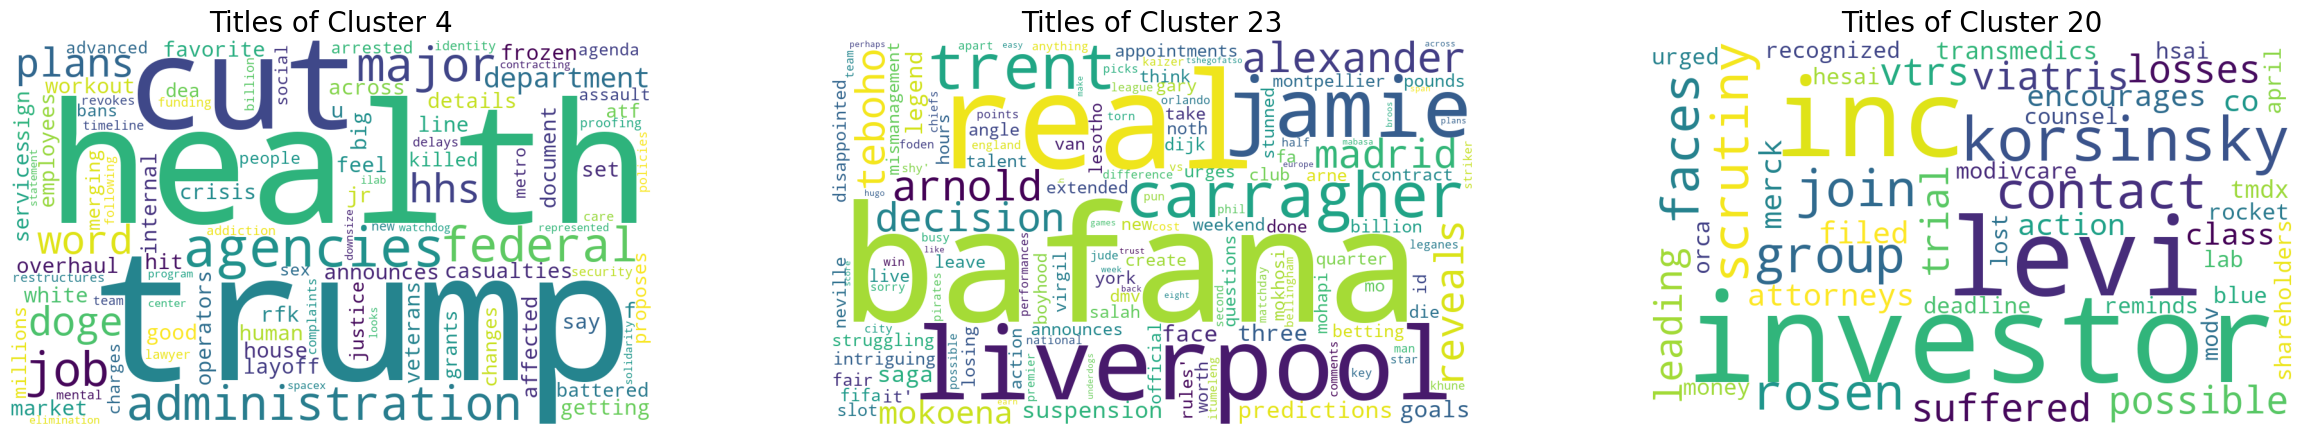 Titles of Cluster 4
advanced favorite arrested identity frozen agenda
plans cut social major contracting department
workout dea across assault
revokes funding billion u details atf
bans big line proofing
timeline health delays
servicessign employees statement merging following internal people feel killed hhs metro document set policies
crisis ilab jr
word agencies federal
addiction downsize new watchdog care represented
overhaul hit sex announces casualties security
restructures program
white team center operators rfk complaints justice looks veterans grants changes affected say f solidarity proposes
doge good human
millions job charges lawyer house layoff battered
mental spacex
market trump administration getting
elimination
Titles of Cluster 23
perhaps team apart easy anything appointments across
trent kaizer tshegofatso alexander
teboho mismanagement legend picks think montpellier pounds
disappointed chiefs hours real make league gary stunned jamie broos plans span
points orlando half
angle torn take lesotho mabasa
foden england van noth
shy' talent dijk fa madrid striker
vs urges club arne europe
hugo arnold extended difference contract
pun carragher
decision phil
games new cost weekend done billion
busy bafana leganes
like trust jude create
win leave week york questions quarter
neville score live performances boyhood virgil back dmv second matchday mokhosi bellingham mohapi mo id reveals
sorry pirates eight salah die
city announces face three betting
struggling national man
intriguing losing possible action official rules' worth comments star
fair saga liverpool key khune
fifa it' premier underdogs itumeleng
slot mokoena suspension earn predictions goals
Titles of Cluster 20
urged recognized transmedics hsai
hesai vtrs viatris losses april
faces scrutiny inc encourages co
counsel korsinsky
merck join modivcare
contact tmdx
trial lost action rocket
orca filed class
group levi lab
leading attorneys deadline reminds blue
investor modv shareholders
money rosen
suffered possible